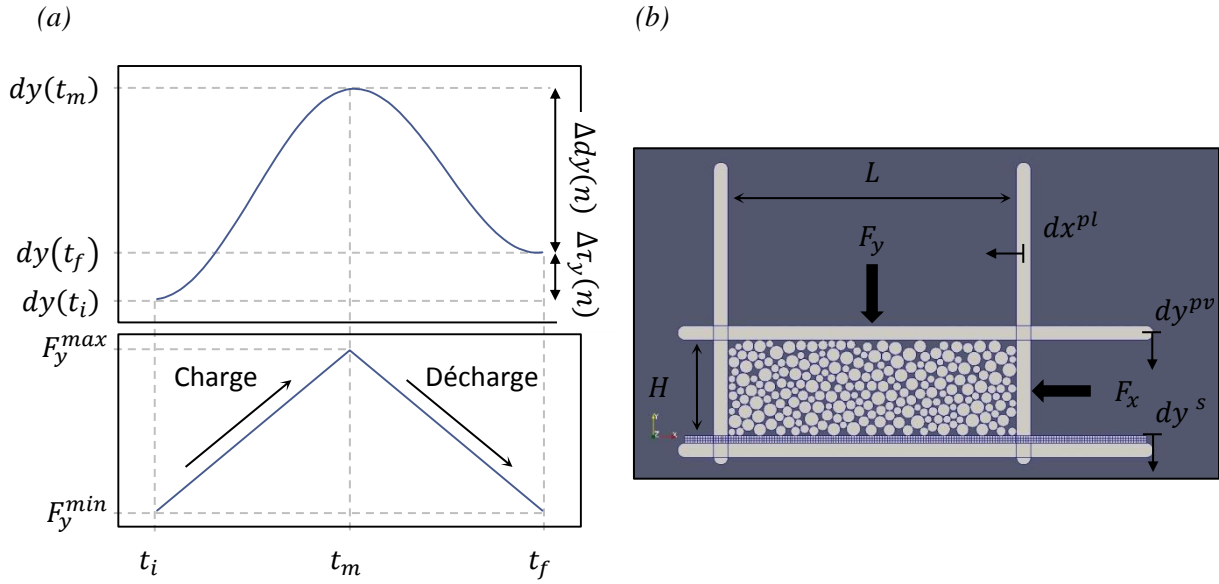 (a)
dy(t_m)
dy(t_f)
dy(t_i)
Δdy(n)
Δτ_y(n)
F_y^max
Charge
Décharge
F_y^min
t_i t_m t_f
(b)
L
F_y
dx^pl
dy^pv
H
F_x
dy^s